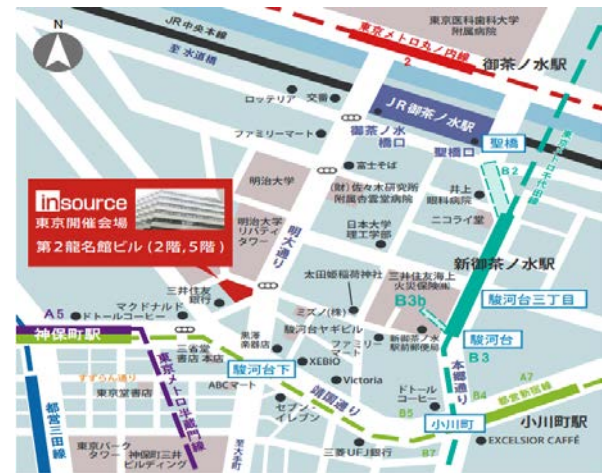 N
JR中央本線
至 水道橋
東京メトロ丸ノ内線
2
東京医科歯科大学
附属病院
御茶ノ水駅
ロッテリア
交番
JR御茶ノ水駅
ファミリーマート
御茶ノ水
橋口
聖橋口
聖橋
東京メトロ千代田線
富士そば
B2
insource
東京開催会場
第2龍名館ビル(2階,5階)
明治大学
(財)佐々木研究所
附属杏雲堂病院
井上
眼科病院
明治大学
リバティ
タワー
明大通り
日本大学
理工学部
ニコライ堂
新御茶ノ水駅
太田姫稲荷神社
三井住友海上
火災保険㈱
駿河台三丁目
三井住友
銀行
ミズノ(株)
B3b
A5
マクドナルド
ドトールコーヒー
駿河台ヤギビル
駿河台
神保町駅
黒澤
楽器店
ファミリー
マート
新御茶ノ水
駅前郵便局
B3
三省堂
書店 本店
駿河台下
XEBIO
本郷通り
すずらん通り
ABCマート
Victoria
ドトール
コーヒー
B4
A7
都営新宿線
東京堂書店
東京メトロ半蔵門線
靖国通り
都営三田線
セブン-
イレブン
B5
小川町
小川町駅
東京パーク
タワー
神保町三井
ビルディング
至大手町
三菱UFJ銀行
B7
EXCELSIOR CAFFÉ